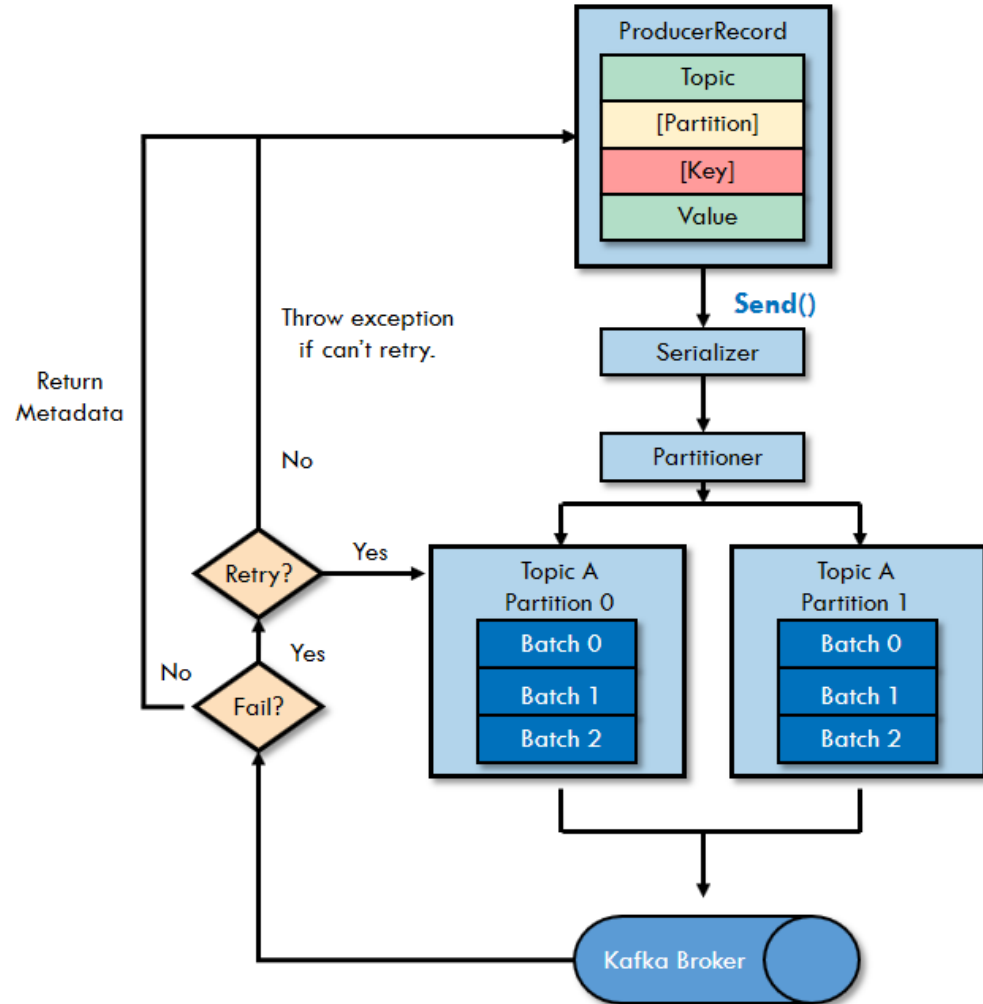 ProducerRecord
Topic
[Partition]
[Key]
Value
Send()
Serializer
Partitioner
Throw exception
if can't retry.
Return
Metadata
No
Retry?
Yes
Topic A
Partition 0
Batch 0
Batch 1
Batch 2
Topic A
Partition 1
Batch 0
Batch 1
Batch 2
Yes
No
Fail?
Kafka Broker